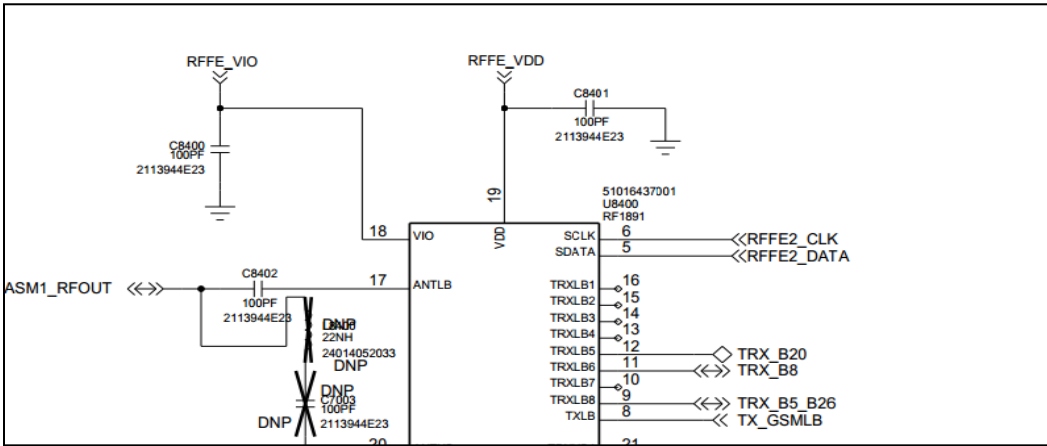 RFFE_VIO
RFFE_VDD
C8401
100PF
2113944E23
C8400
100PF
2113944E23
19
51016437001
U8400
RF1891
18
VIO
VDD
SCLK
6
RFFE2_CLK
SDATA
5
RFFE2_DATA
ASM1_RFOUT
C8402
100PF
2113944E23
17
ANTLB
TRXLB1
16
TRXLB2
15
TRXLB3
14
TRXLB4
13
TRXLB5
12
TRX_B20
TRXLB6
11
TRX_B8
TRXLB7
10
TRXLB8
9
TRX_B5_B26
TXLB
8
TX_GSMLB
DNP
22NH
24014052033
DNP
DNP
C7003
100PF
DNP
2113944E23
20
21